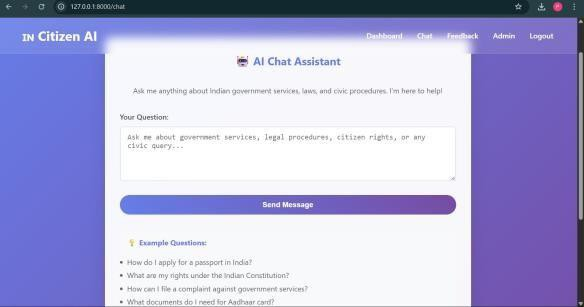 127.0.0.1:8000/chat
IN Citizen AI
Dashboard Chat Feedback Admin Logout
AI Chat Assistant
Ask me anything about Indian government services, laws, and civic procedures. I'm here to help!
Your Question:
Ask me about government services, legal procedures, citizen rights, or any
civic query...
Send Message
Example Questions:
How do I apply for a passport in India?
What are my rights under the Indian Constitution?
How can I file a complaint against government services?
What documents do I need for Aadhaar card?